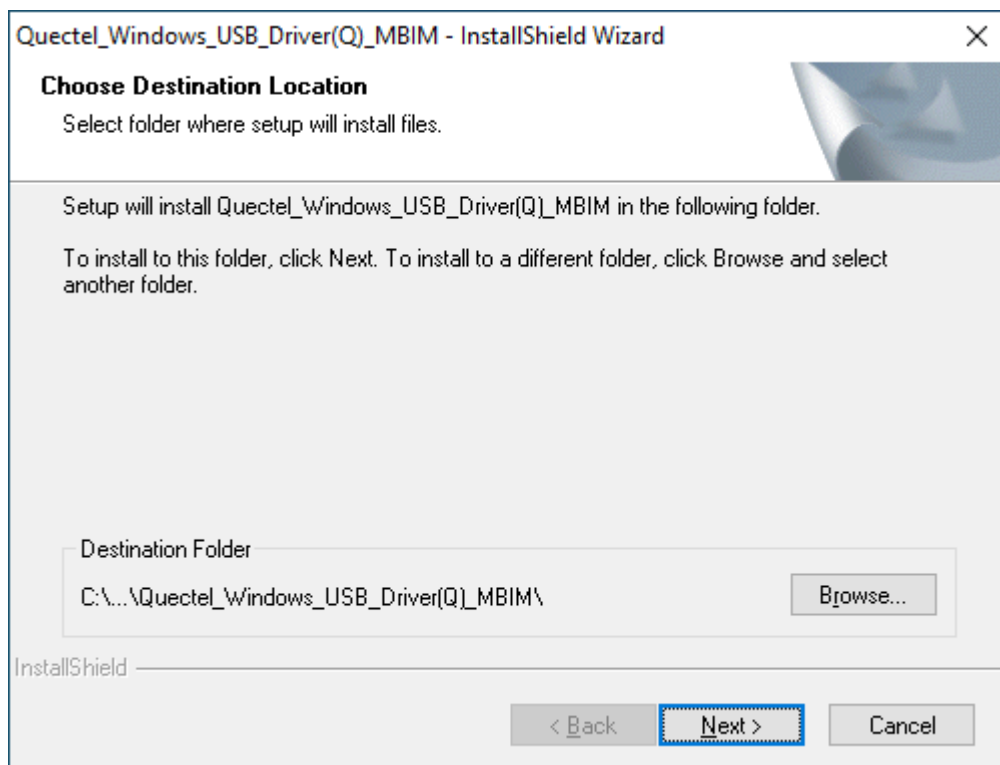 Quectel_Windows_USB_Driver(Q)_MBIM - InstallShield Wizard
Choose Destination Location
Select folder where setup will install files.
Setup will install Quectel_Windows_USB_Driver(Q)_MBIM in the following folder.
To install to this folder, click Next. To install to a different folder, click Browse and select
another folder.
Destination Folder
C:\...\Quectel_Windows_USB_Driver(Q)_MBIM\
Browse...
InstallShield
< Back
Next >
Cancel